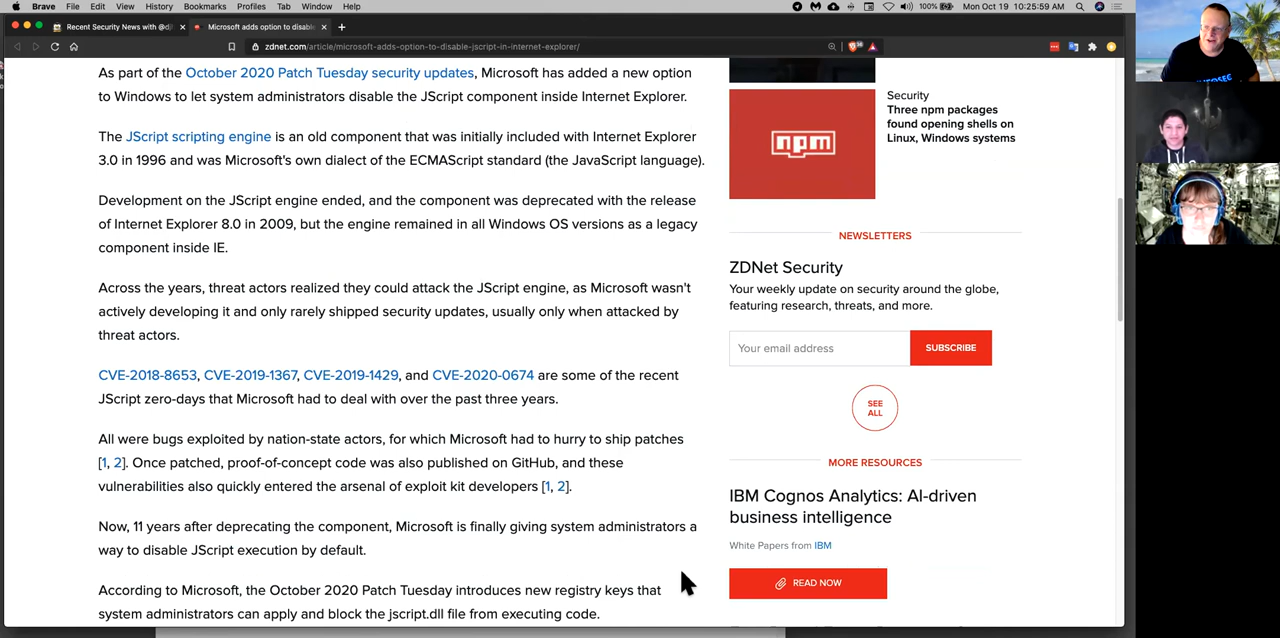 Brave File Edit View History Bookmarks Profiles Tab Window Help
100% Mon Oct 19 10:25:59 AM
Recent Security News with @dj
Microsoft adds option to disable
zdnet.com/article/microsoft-adds-option-to-disable-jscript-in-internet-explorer/
As part of the October 2020 Patch Tuesday security updates, Microsoft has added a new option
to Windows to let system administrators disable the JScript component inside Internet Explorer.
The JScript scripting engine is an old component that was initially included with Internet Explorer
3.0 in 1996 and was Microsoft's own dialect of the ECMAScript standard (the JavaScript language).
Development on the JScript engine ended, and the component was deprecated with the release
of Internet Explorer 8.0 in 2009, but the engine remained in all Windows OS versions as a legacy
component inside IE.
Across the years, threat actors realized they could attack the JScript engine, as Microsoft wasn't
actively developing it and only rarely shipped security updates, usually only when attacked by
threat actors.
CVE-2018-8653, CVE-2019-1367, CVE-2019-1429, and CVE-2020-0674 are some of the recent
JScript zero-days that Microsoft had to deal with over the past three years.
All were bugs exploited by nation-state actors, for which Microsoft had to hurry to ship patches
[1, 2]. Once patched, proof-of-concept code was also published on GitHub, and these
vulnerabilities also quickly entered the arsenal of exploit kit developers [1, 2].
Now, 11 years after deprecating the component, Microsoft is finally giving system administrators a
way to disable JScript execution by default.
According to Microsoft, the October 2020 Patch Tuesday introduces new registry keys that
system administrators can apply and block the jscript.dll file from executing code.
npm
Security
Three npm packages
found opening shells on
Linux, Windows systems
NEWSLETTERS
ZDNet Security
Your weekly update on security around the globe,
featuring research, threats, and more.
Your email address
SUBSCRIBE
SEE
ALL
MORE RESOURCES
IBM Cognos Analytics: AI-driven
business intelligence
White Papers from IBM
READ NOW